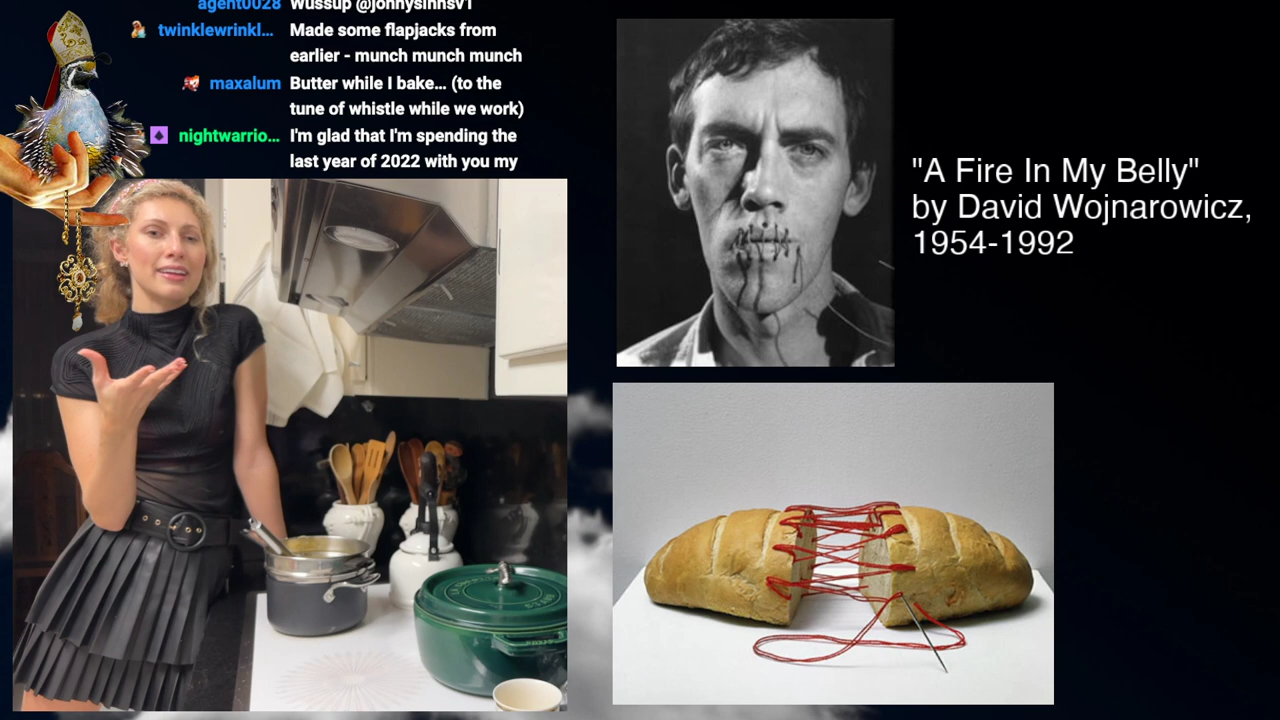 agent0028 Wussup @jonnysinnsv1
twinklewrinkl... Made some flapjacks from
earlier - munch munch munch
maxalum Butter while I bake... (to the
tune of whistle while we work)
nightwarrio... I'm glad that I'm spending the
last year of 2022 with you my
"A Fire In My Belly"
by David Wojnarowicz,
1954-1992